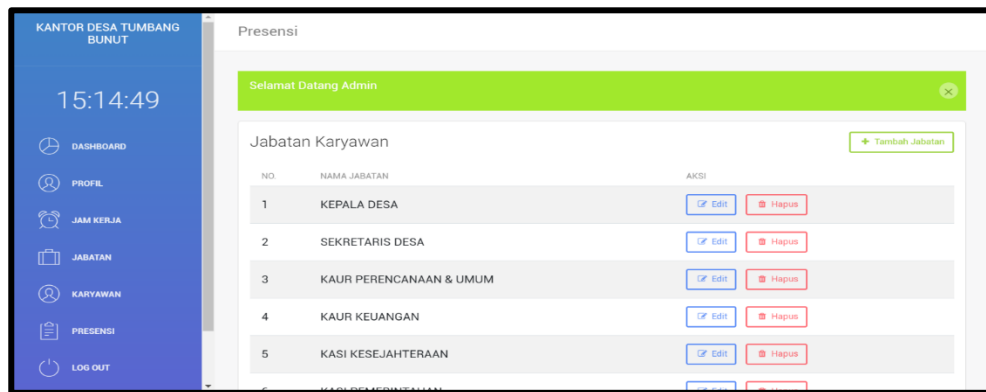 KANTOR DESA TUMBANG
BUNUT
15:14:49
DASHBOARD
PROFIL
JAM KERJA
JABATAN
KARYAWAN
PRESENSI
LOG OUT
Presensi
Selamat Datang Admin
Jabatan Karyawan
+ Tambah Jabatan
NO. NAMA JABATAN AKSI
1 KEPALA DESA Edit Hapus
2 SEKRETARIS DESA Edit Hapus
3 KAUR PERENCANAAN & UMUM Edit Hapus
4 KAUR KEUANGAN Edit Hapus
5 KASI KESEJAHTERAAN Edit Hapus
KASI PEMERINTAHAN